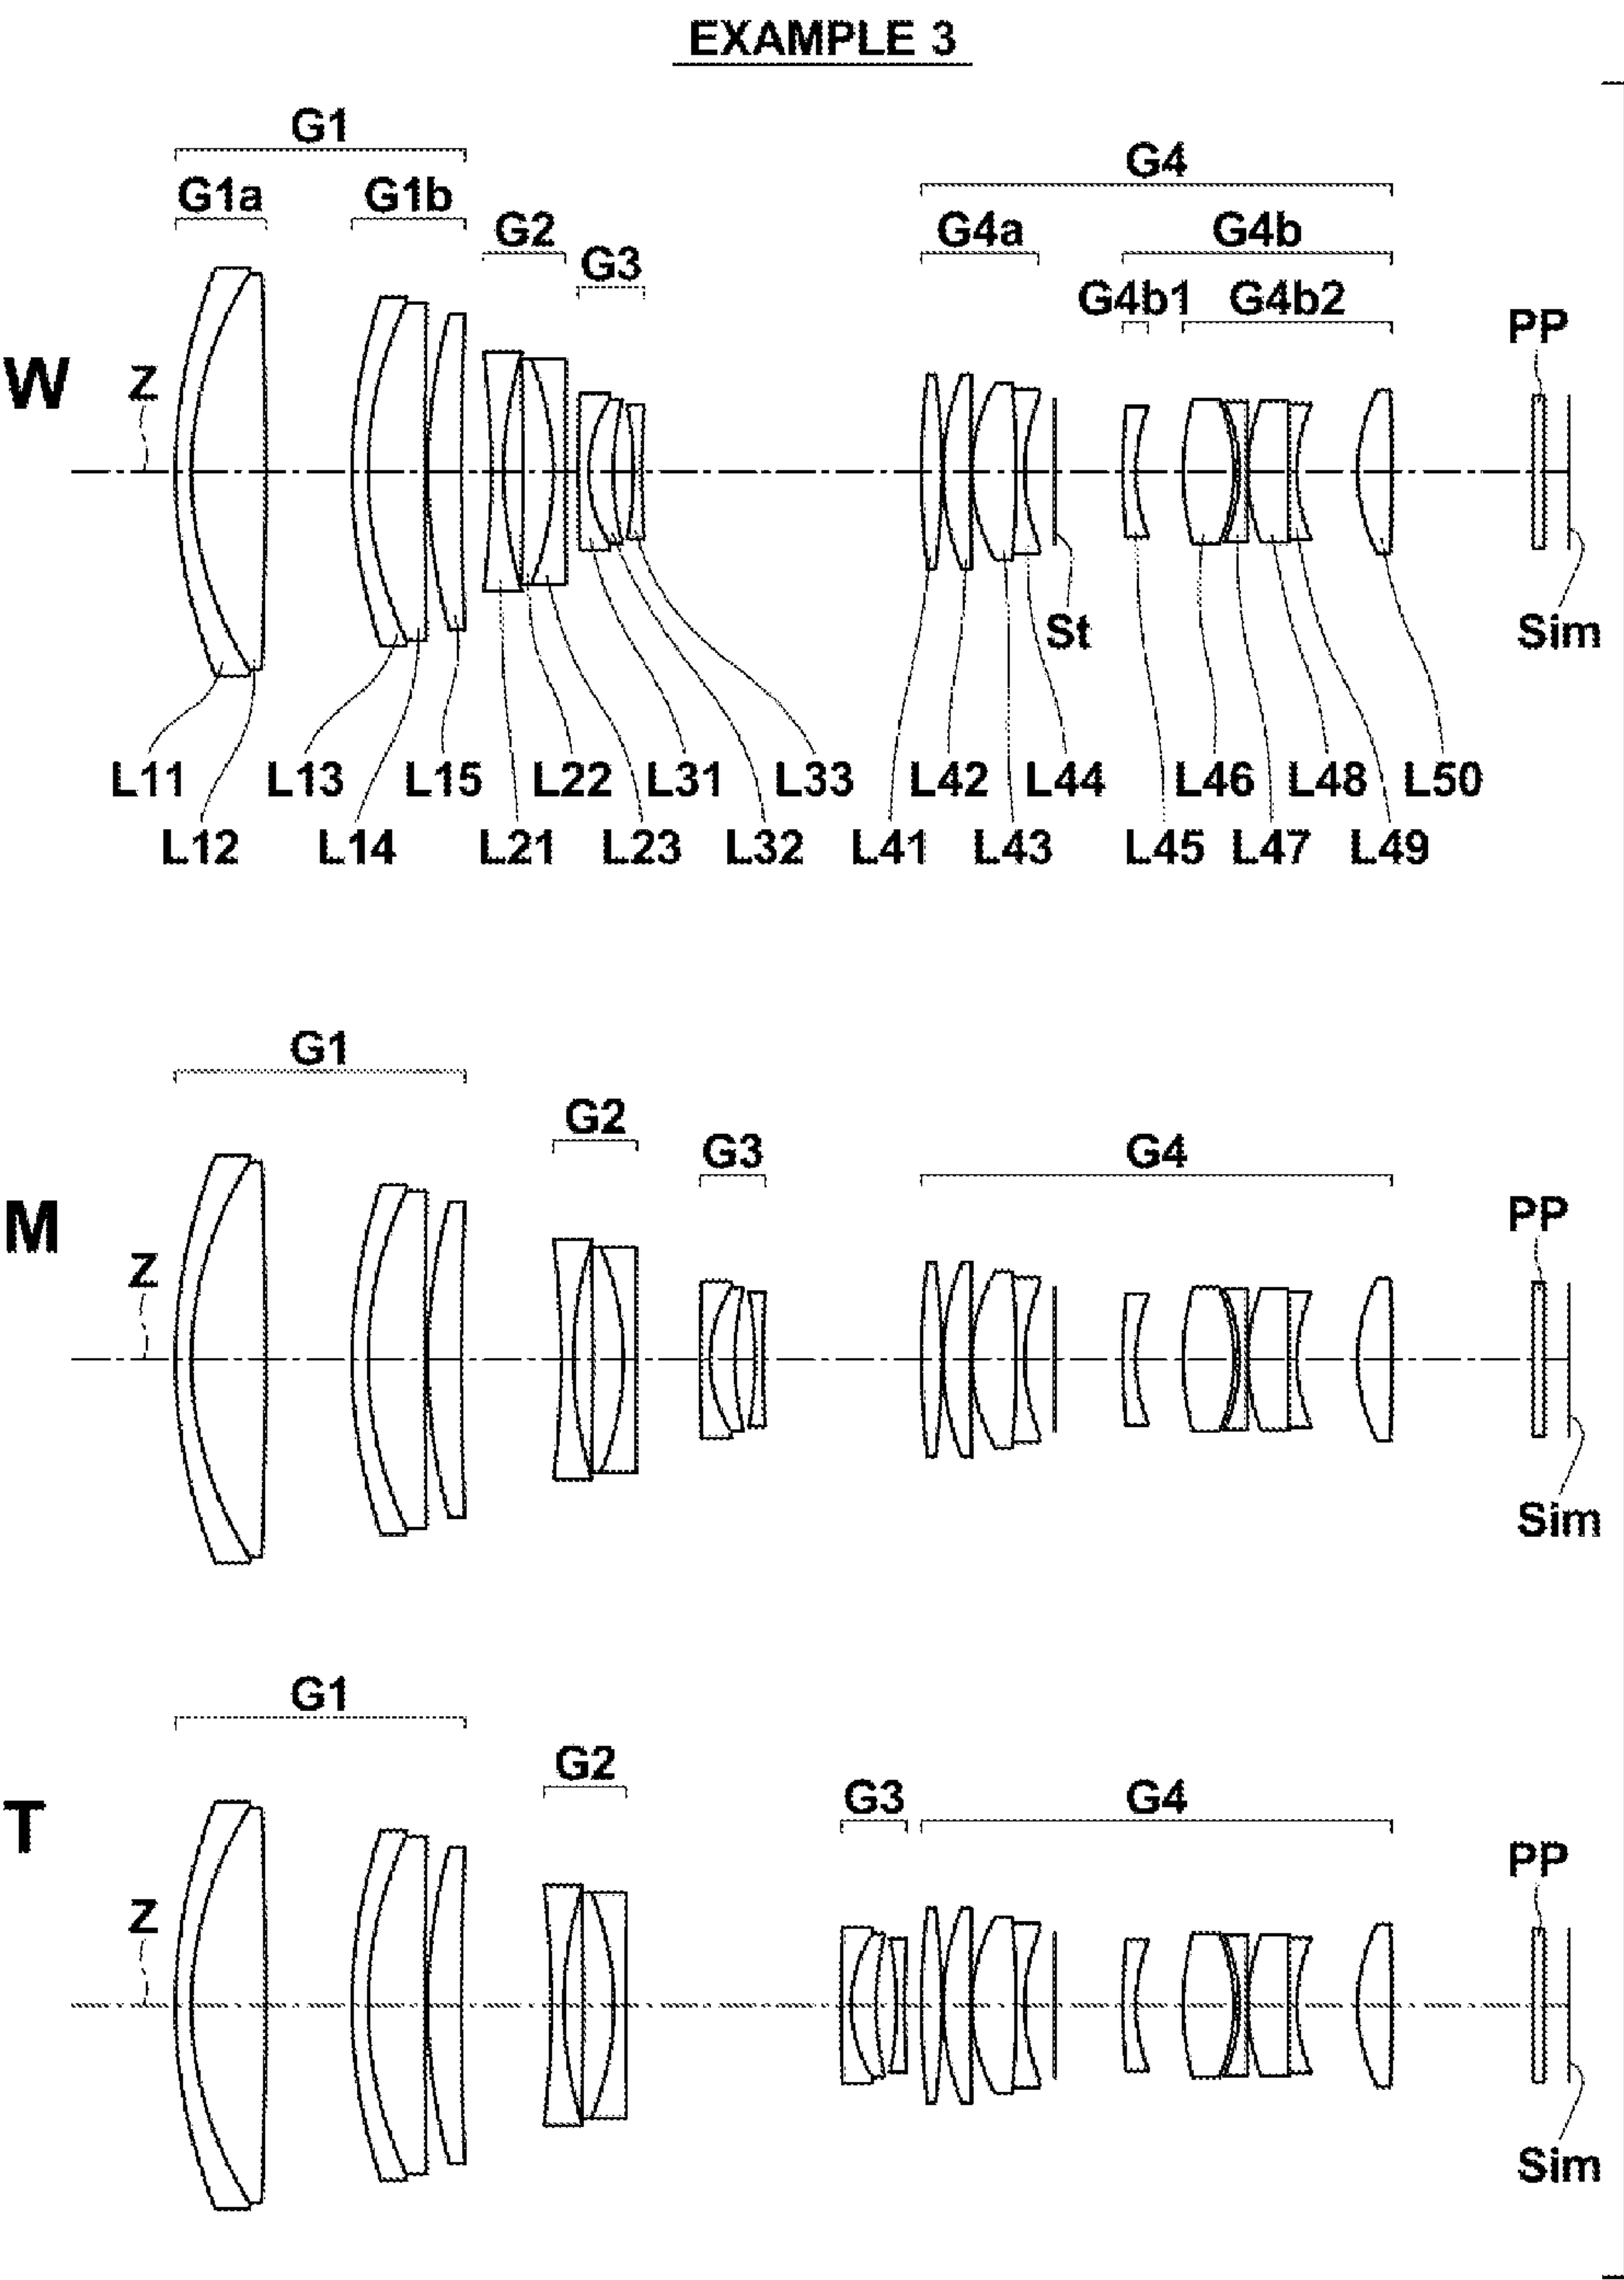 EXAMPLE 3
G1
G4
G1a G1b
G2 G4a G4b
G3
G4b1 G4b2
PP
W
Z
St
Sim
L11 L13 L15 L22 L31 L33 L42 L44 L46 L48 L50
L12 L14 L21 L23 L32 L41 L43 L45 L47 L49
G1
G2
G3 G4
PP
M
Z
Sim
G1
G2
G3 G4
T
PP
Z
Sim